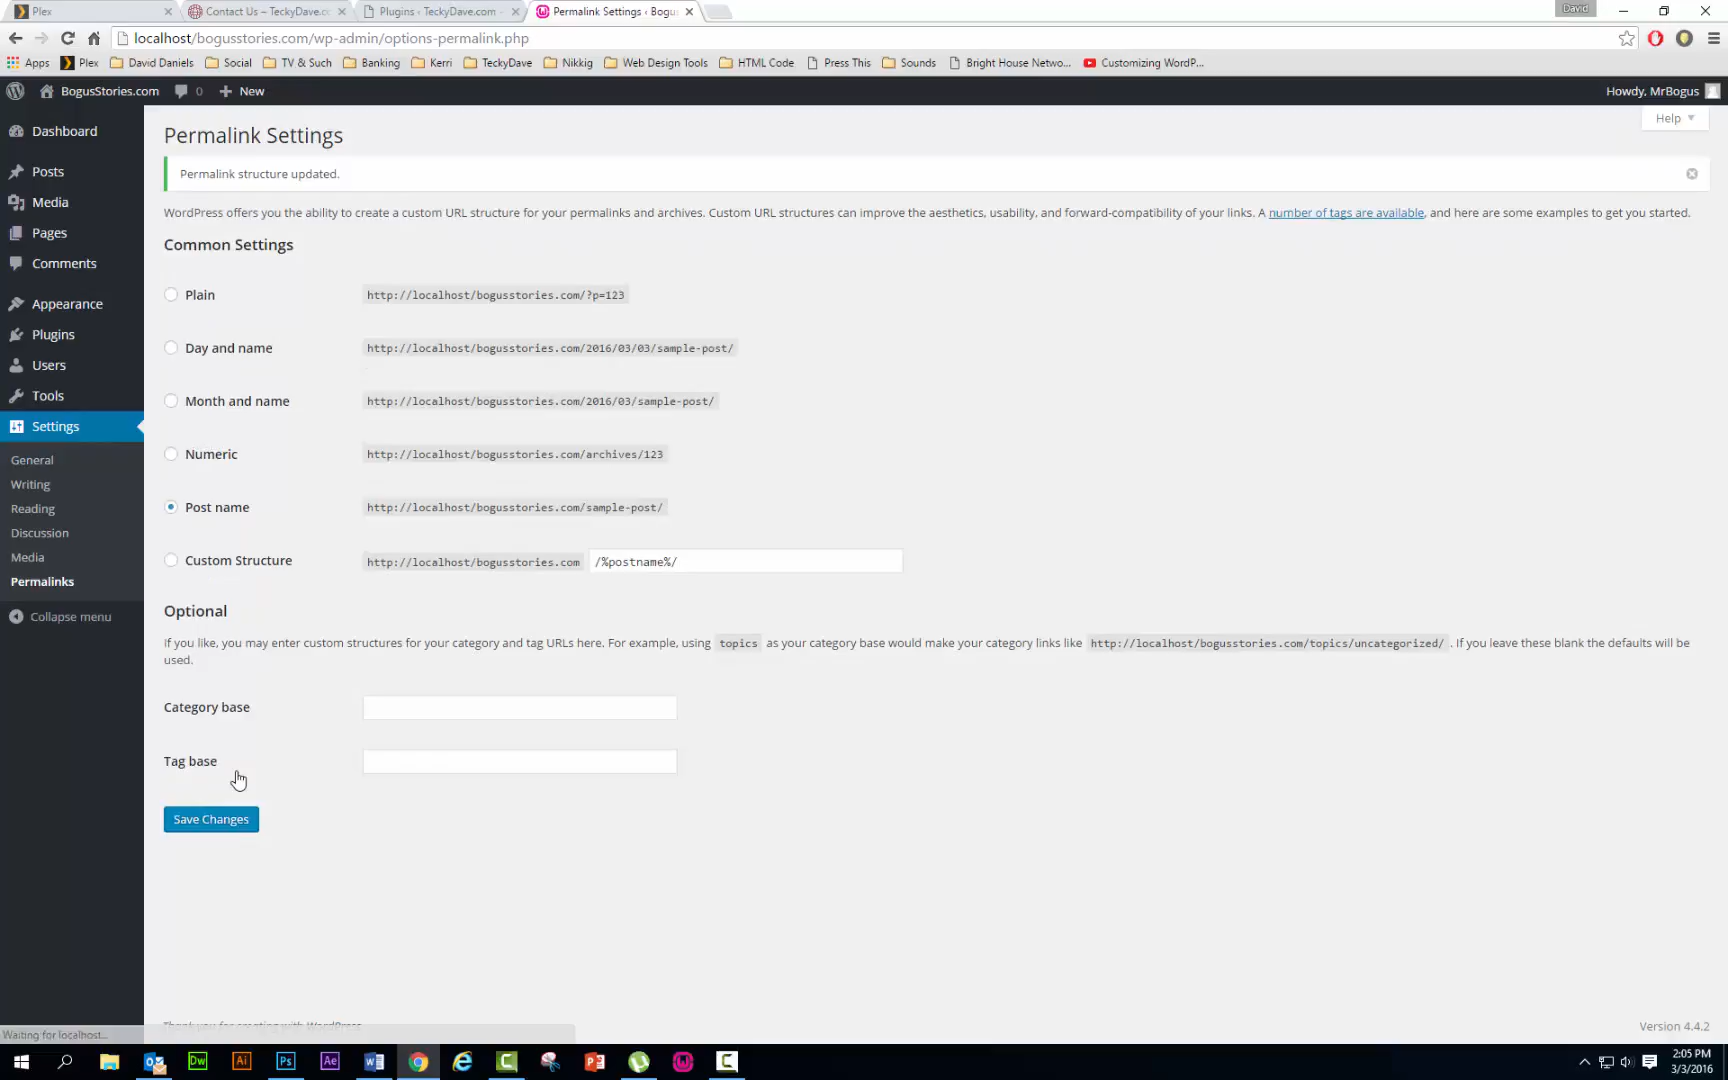 Plex
Contact Us – TeckyDave.c
Plugins ‹ TeckyDave.com -
Permalink Settings ‹ Bogus
David
localhost/bogusstories.com/wp-admin/options-permalink.php
Apps Plex David Daniels Social TV & Such Banking Kerri TeckyDave Nikkig Web Design Tools HTML Code Press This Sounds Bright House Netwo... Customizing WordP...
BogusStories.com 0 + New Howdy, MrBogus
Help
Dashboard
Posts
Media
Pages
Comments
Appearance
Plugins
Users
Tools
Settings
General
Writing
Reading
Discussion
Media
Permalinks
Collapse menu
Permalink Settings
Permalink structure updated.
WordPress offers you the ability to create a custom URL structure for your permalinks and archives. Custom URL structures can improve the aesthetics, usability, and forward-compatibility of your links. A number of tags are available, and here are some examples to get you started.
Common Settings
Plain http://localhost/bogusstories.com/?p=123
Day and name http://localhost/bogusstories.com/2016/03/03/sample-post/
Month and name http://localhost/bogusstories.com/2016/03/sample-post/
Numeric http://localhost/bogusstories.com/archives/123
Post name http://localhost/bogusstories.com/sample-post/
Custom Structure http://localhost/bogusstories.com /%postname%/
Optional
If you like, you may enter custom structures for your category and tag URLs here. For example, using topics as your category base would make your category links like http://localhost/bogusstories.com/topics/uncategorized/ . If you leave these blank the defaults will be
used.
Category base
Tag base
Save Changes
Thank you for creating with WordPress
Version 4.4.2
Waiting for localhost...
Dw Ai Ps Ae
2:05 PM
3/3/2016